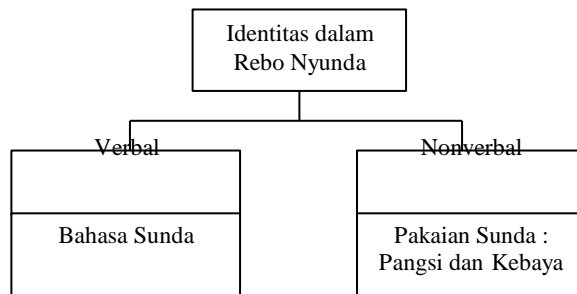 Identitas dalam
Rebo Nyunda
Verbal
Nonverbal
Bahasa Sunda
Pakaian Sunda :
Pangsi dan Kebaya